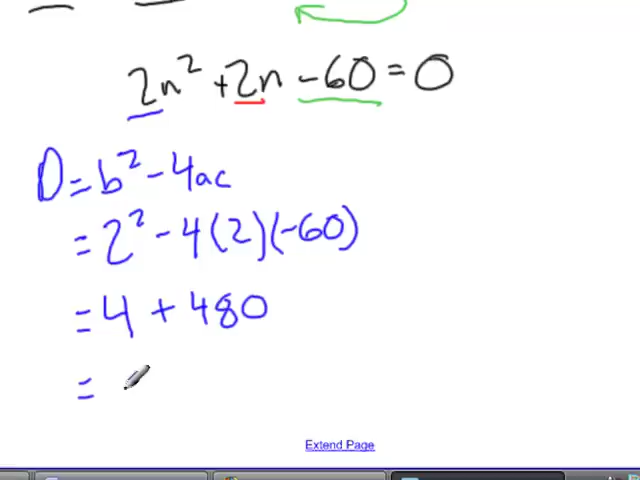 2n² + 2n - 60 = 0
D = b² - 4ac
= 2² - 4(2)(-60)
= 4 + 480
=
Extend Page